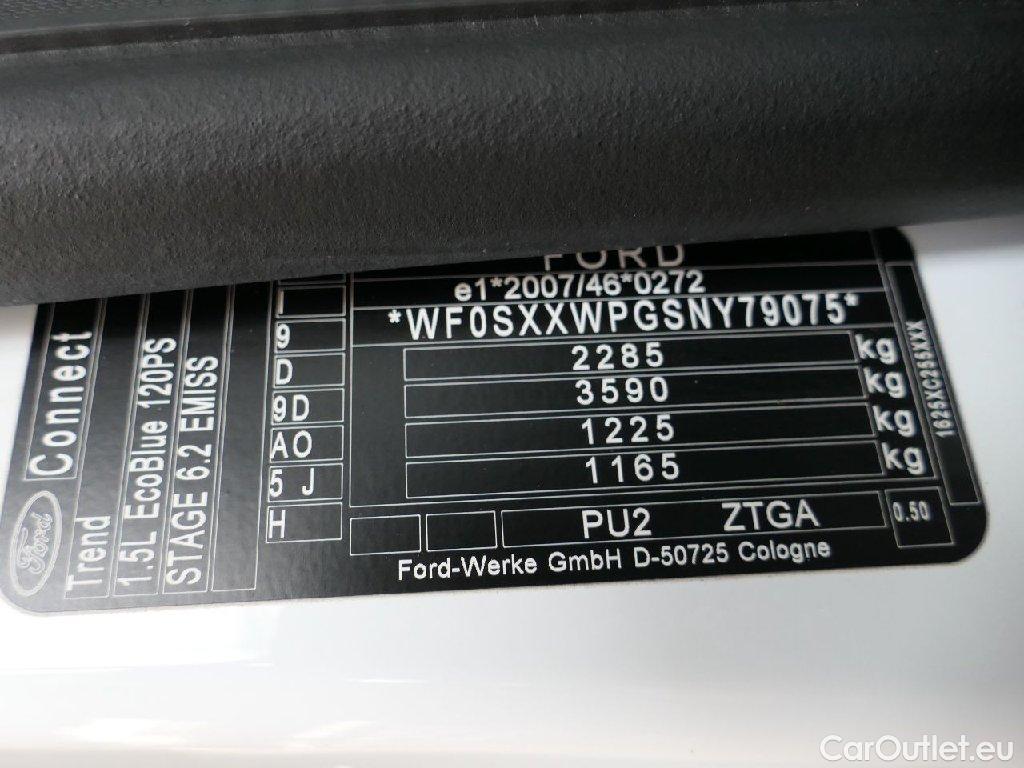 FORD
e1*2007/46*0272
*WF0SXXWPGSNY79075*
2285 kg
3590 kg
1225 kg
1165 kg
PU2 ZTGA
0.50
Ford-Werke GmbH D-50725 Cologne
1625XC255XXX
I
9
D
9D
AO
5 J
H
Ford
Connect
Trend
1.5L EcoBlue 120PS
STAGE 6.2 EMISS
CarOutlet.eu